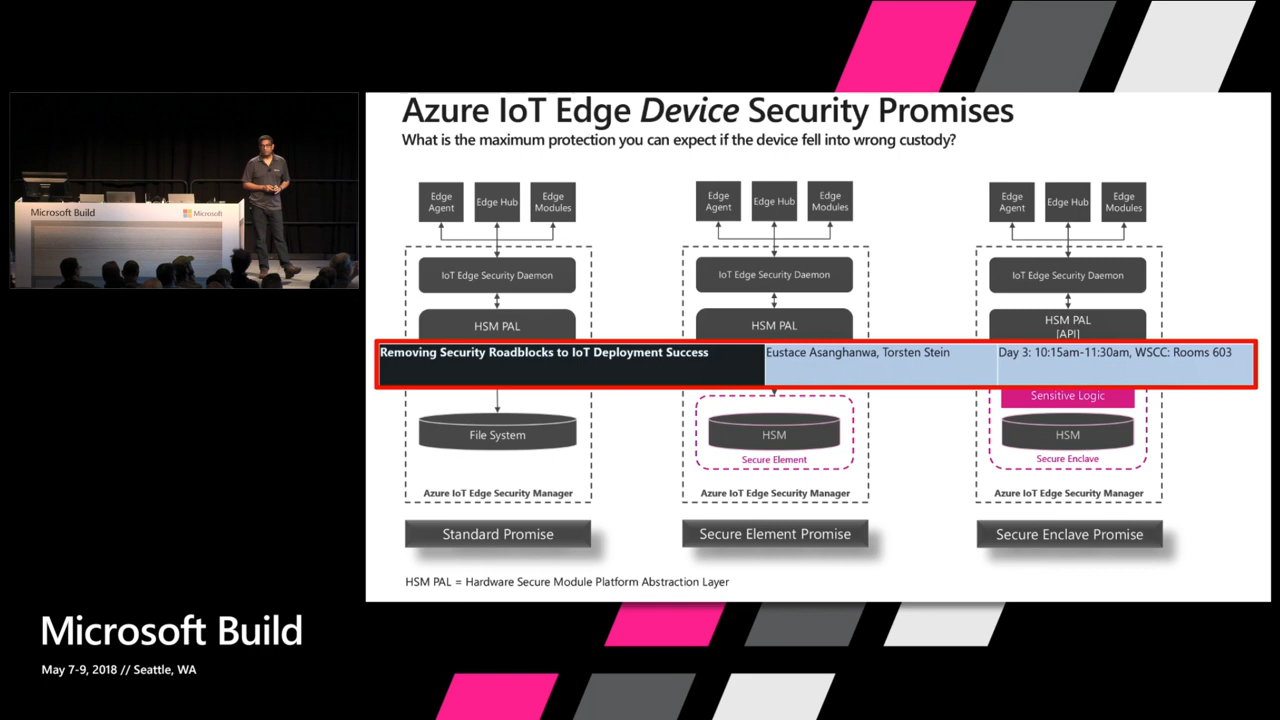 Microsoft Build
Microsoft
Azure IoT Edge Device Security Promises
What is the maximum protection you can expect if the device fell into wrong custody?
Edge
Agent
Edge Hub
Edge
Modules
IoT Edge Security Daemon
HSM PAL
File System
Azure IoT Edge Security Manager
Standard Promise
Edge
Agent
Edge Hub
Edge
Modules
IoT Edge Security Daemon
HSM PAL
HSM
Secure Element
Azure IoT Edge Security Manager
Secure Element Promise
Edge
Agent
Edge Hub
Edge
Modules
IoT Edge Security Daemon
HSM PAL
[API]
Sensitive Logic
HSM
Secure Enclave
Azure IoT Edge Security Manager
Secure Enclave Promise
Removing Security Roadblocks to IoT Deployment Success
Eustace Asanghanwa, Torsten Stein
Day 3: 10:15am-11:30am, WSCC: Rooms 603
HSM PAL = Hardware Secure Module Platform Abstraction Layer
Microsoft Build
May 7-9, 2018 // Seattle, WA